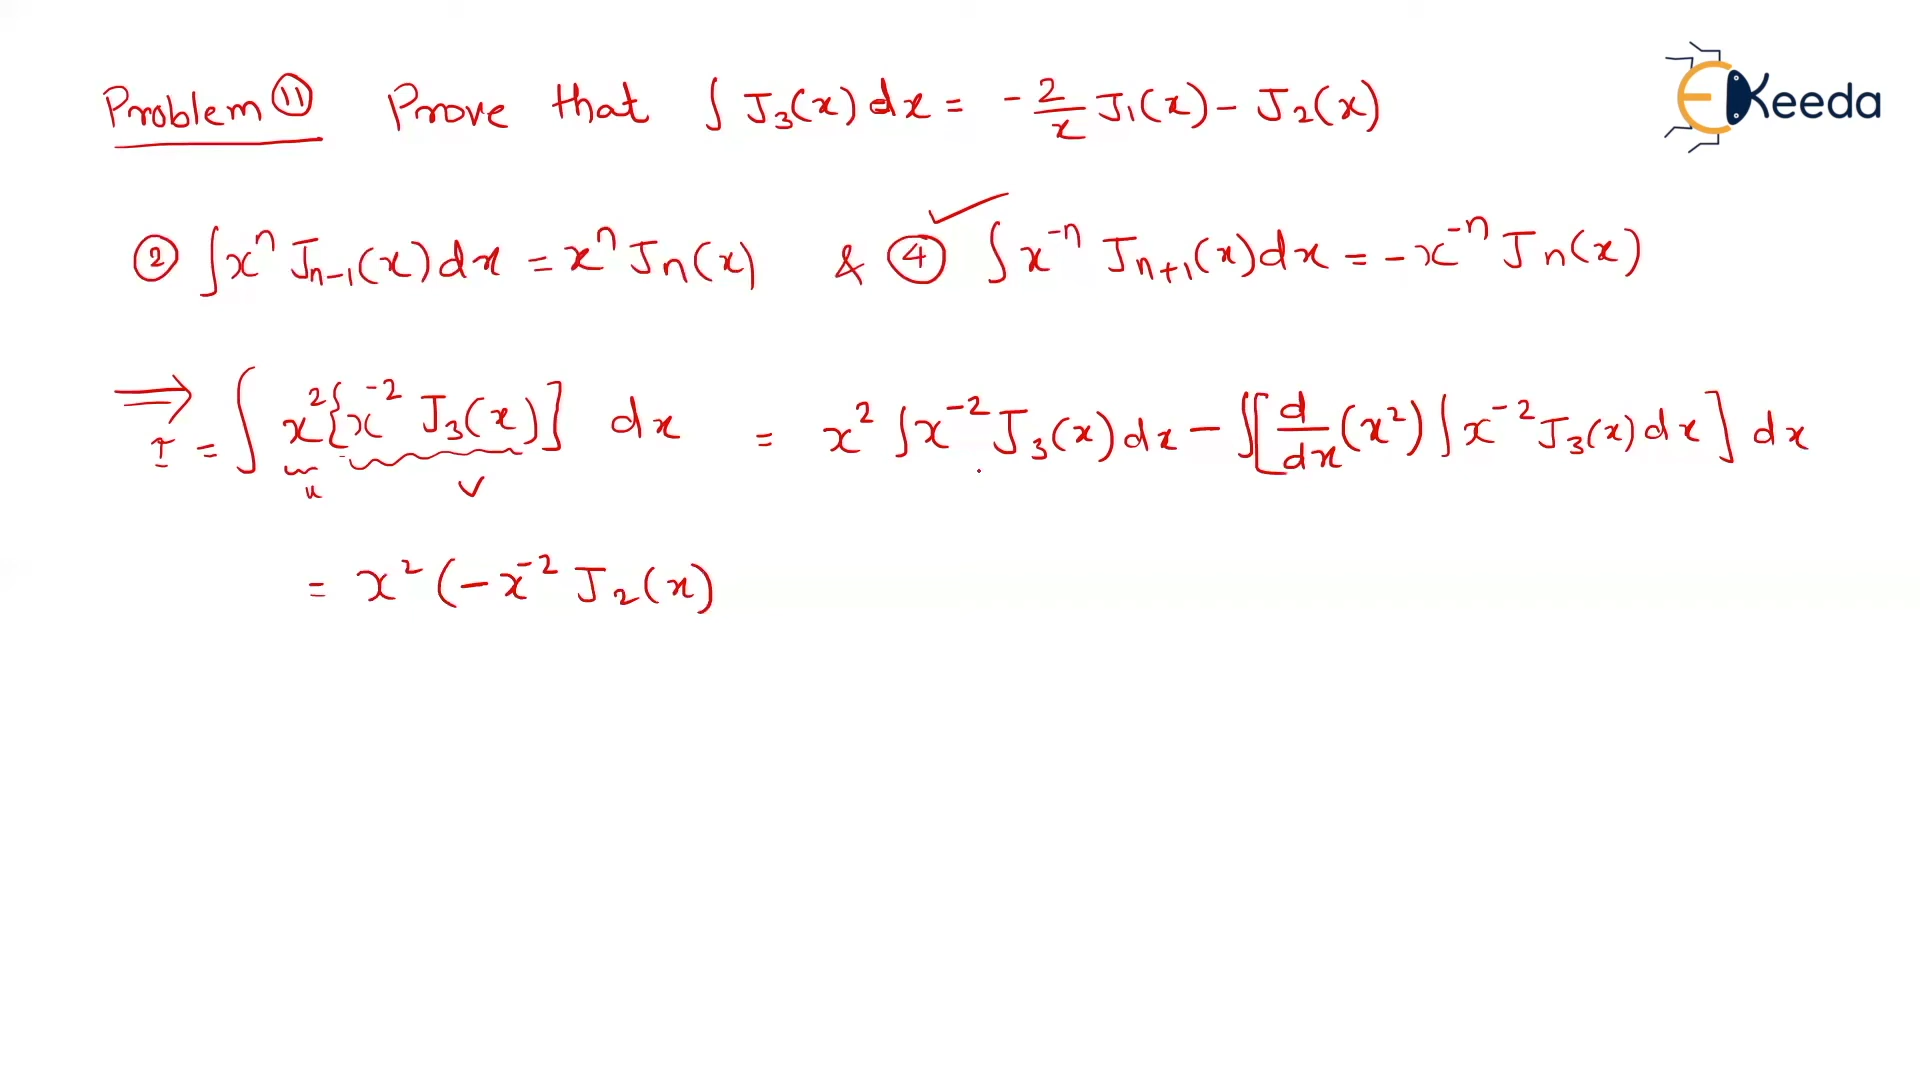 Problem ⑪ Prove that ∫ J₃(x) dx = -2/x J₁(x) - J₂(x)
EKeeda
② ∫xⁿ Jₙ₋₁(x) dx = xⁿ Jₙ(x) & ④ ∫ x⁻ⁿ Jₙ₊₁(x) dx = -x⁻ⁿ Jₙ(x)
⟹ I = ∫ x²{x⁻² J₃(x)] dx = x² ∫x⁻² J₃(x) dx - ∫[d/dx (x²) ∫x⁻² J₃(x) dx] dx
u v
= x² (-x⁻² J₂(x)